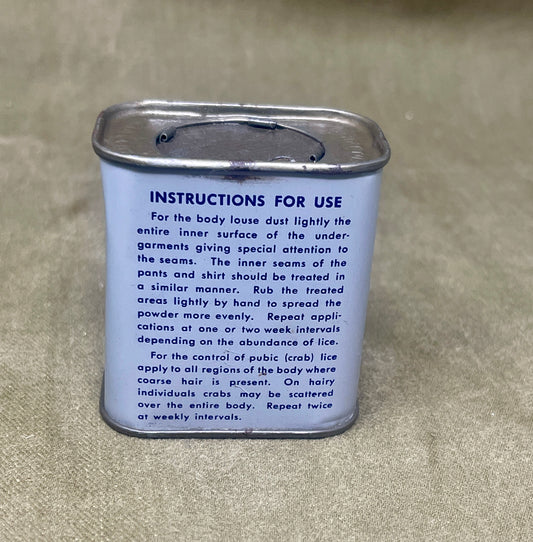 INSTRUCTIONS FOR USE
For the body louse dust lightly the
entire inner surface of the under-
garments giving special attention to
the seams. The inner seams of the
pants and shirt should be treated in
a similar manner. Rub the treated
areas lightly by hand to spread the
powder more evenly. Repeat appli-
cations at one or two week intervals
depending on the abundance of lice.
For the control of pubic (crab) lice
apply to all regions of the body where
coarse hair is present. On hairy
individuals crabs may be scattered
over the entire body. Repeat twice
at weekly intervals.